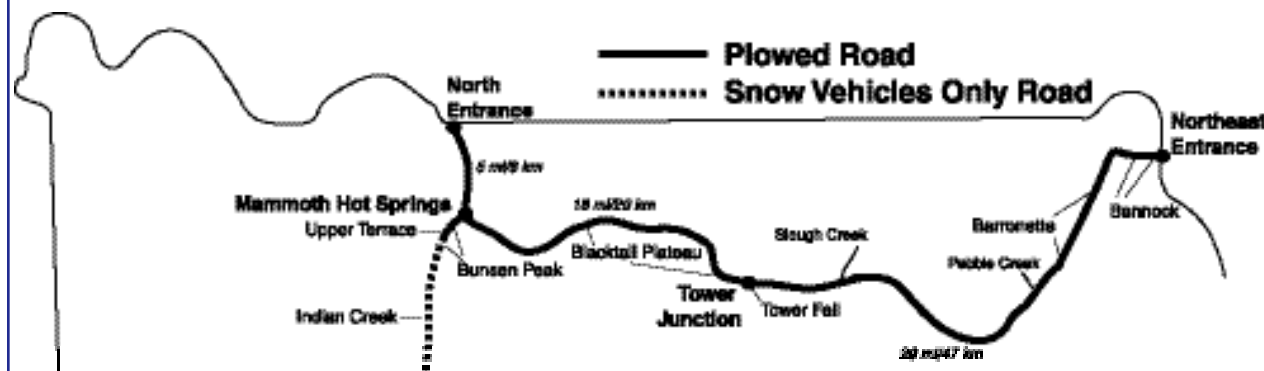 Plowed Road
Snow Vehicles Only Road
North
Entrance
Northeast
Entrance
5 mi/8 km
Mammoth Hot Springs
18 mi/29 km
Upper Terrace
Bannock
Barronette
Slough Creek
Blacktail Plateau
Bunsen Peak
Pebble Creek
Tower
Junction
Tower Fall
Indian Creek
29 mi/47 km